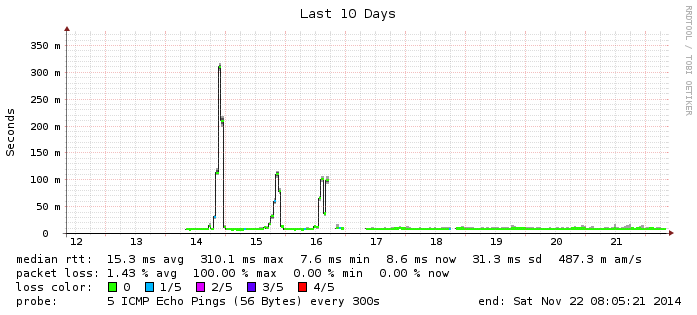 Last 10 Days
RRDTOOL / TOBI OETIKER
Seconds
350 m
300 m
250 m
200 m
150 m
100 m
50 m
0
12 13 14 15 16 17 18 19 20 21
median rtt: 15.3 ms avg 310.1 ms max 7.6 ms min 8.6 ms now 31.3 ms sd 487.3 m am/s
packet loss: 1.43 % avg 100.00 % max 0.00 % min 0.00 % now
loss color: 0 1/5 2/5 3/5 4/5
probe: 5 ICMP Echo Pings (56 Bytes) every 300s end: Sat Nov 22 08:05:21 2014